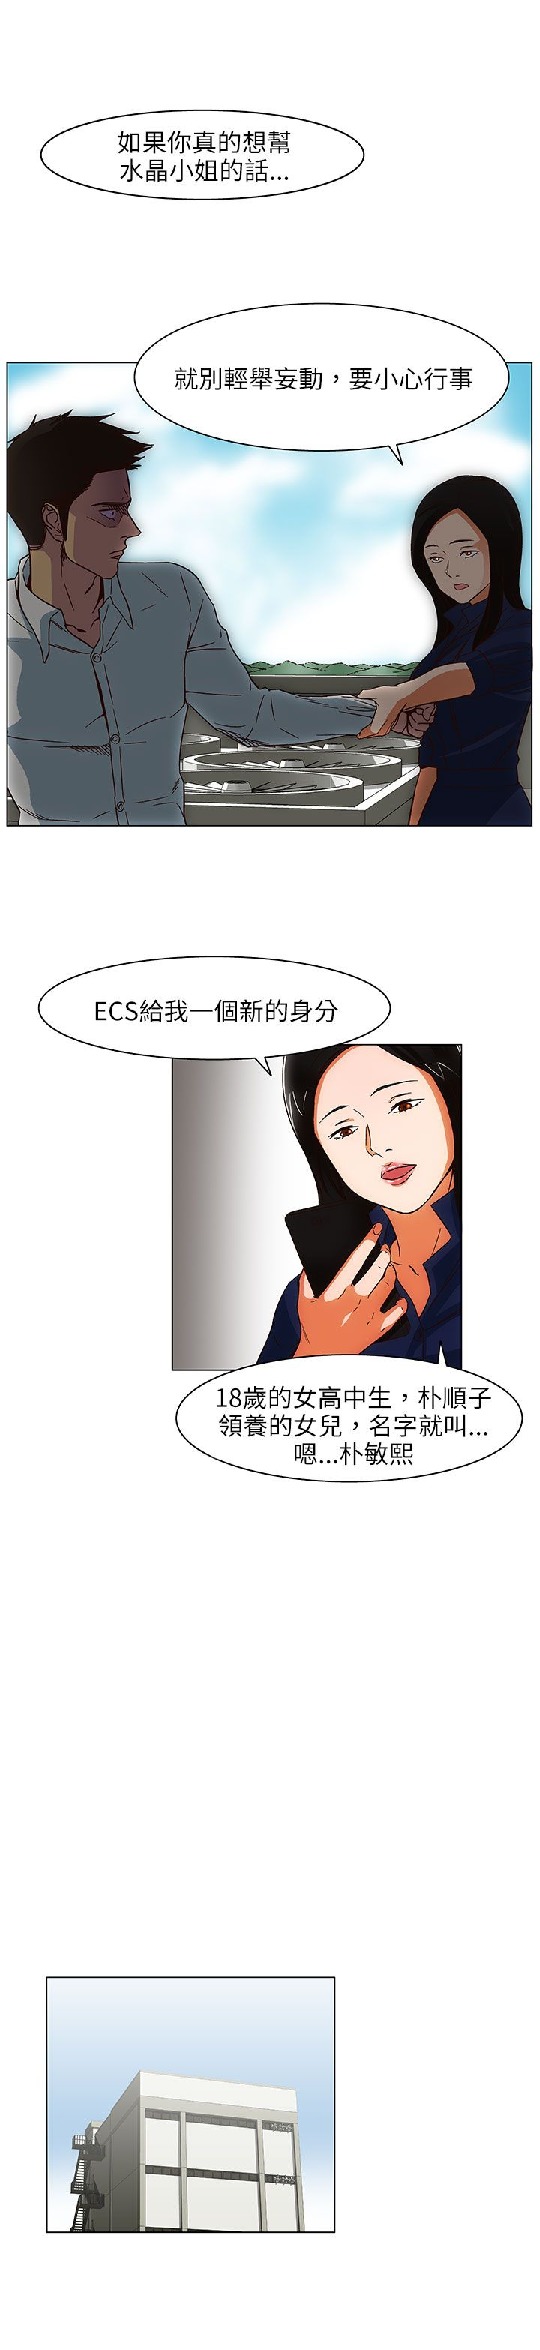 如果你真的想幫
水晶小姐的話...
就別輕舉妄動，要小心行事
ECS給我一個新的身分
18歲的女高中生，朴順子
領養的女兒，名字就叫...
嗯...朴敏熙